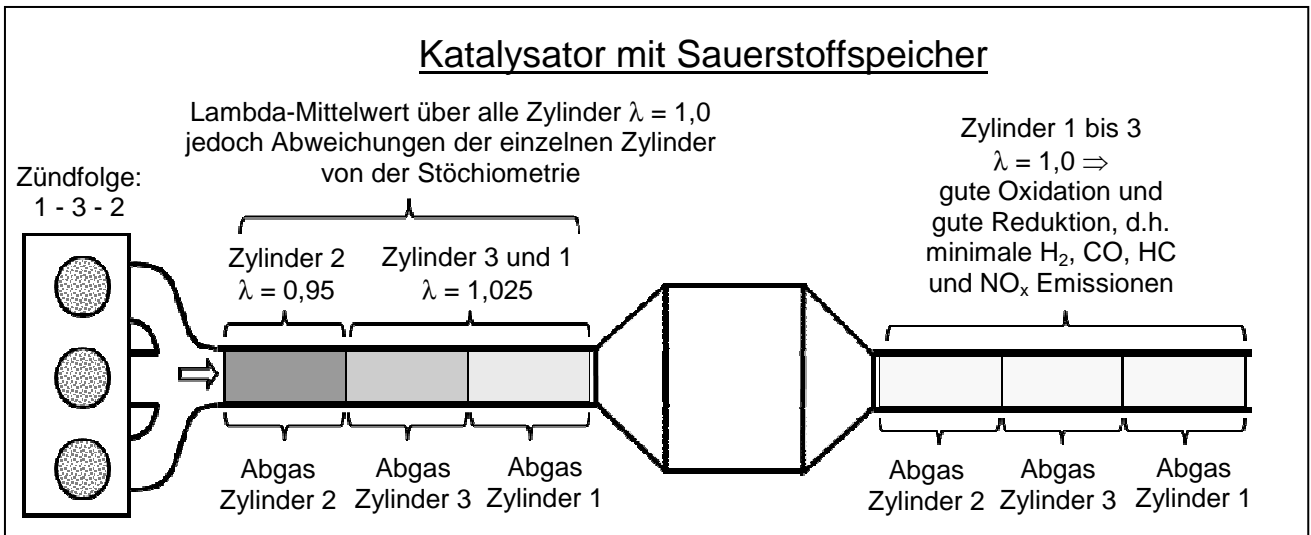 Katalysator mit Sauerstoffspeicher
Lambda-Mittelwert über alle Zylinder λ = 1,0
jedoch Abweichungen der einzelnen Zylinder
von der Stöchiometrie
Zündfolge:
1 - 3 - 2
Zylinder 2
λ = 0,95
Zylinder 3 und 1
λ = 1,025
Zylinder 1 bis 3
λ = 1,0 ⇒
gute Oxidation und
gute Reduktion, d.h.
minimale H₂, CO, HC
und NOₓ Emissionen
Abgas
Zylinder 2
Abgas
Zylinder 3
Abgas
Zylinder 1
Abgas
Zylinder 2
Abgas
Zylinder 3
Abgas
Zylinder 1